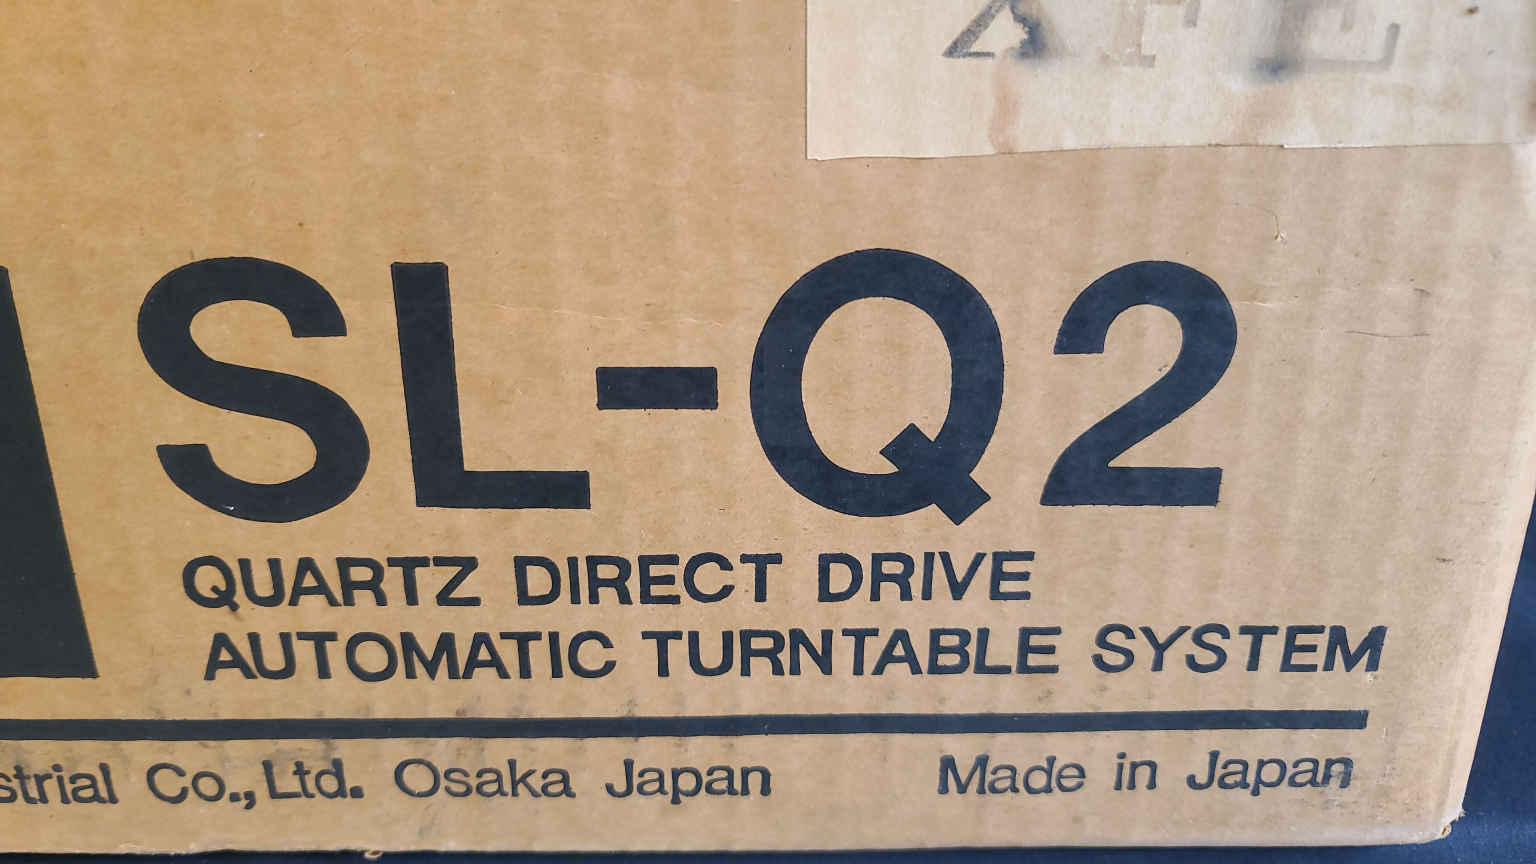 SL-Q2
QUARTZ DIRECT DRIVE
AUTOMATIC TURNTABLE SYSTEM
strial Co., Ltd. Osaka Japan Made in Japan